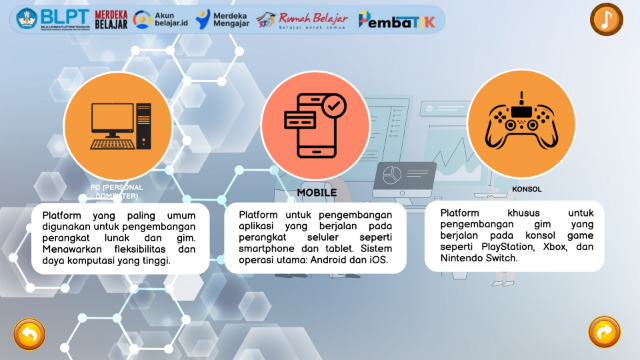 BLPT
MERDEKA
BELAJAR
Akun
belajar.id
Merdeka
Mengajar
Rumah Belajar
belajar untuk semua
PembaTIK
PC (PERSONAL
COMPUTER)
Platform yang paling umum
digunakan untuk pengembangan
perangkat lunak dan gim.
Menawarkan fleksibilitas dan
daya komputasi yang tinggi.
MOBILE
Platform untuk pengembangan
aplikasi yang berjalan pada
perangkat seluler seperti
smartphone dan tablet. Sistem
operasi utama: Android dan iOS.
KONSOL
Platform khusus untuk
pengembangan gim yang
berjalan pada konsol game
seperti PlayStation, Xbox, dan
Nintendo Switch.